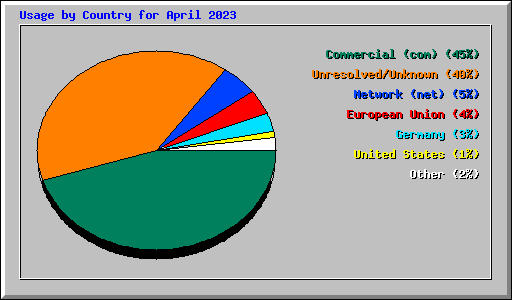 Usage by Country for April 2023
Commercial (com) (45%)
Unresolved/Unknown (40%)
Network (net) (5%)
European Union (4%)
Germany (3%)
United States (1%)
Other (2%)